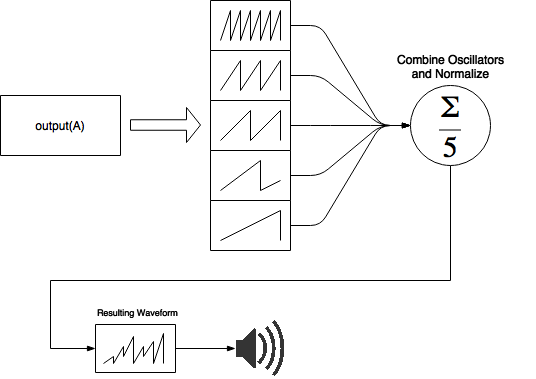 Combine Oscillators
and Normalize
output(A)
Σ
5
Resulting Waveform